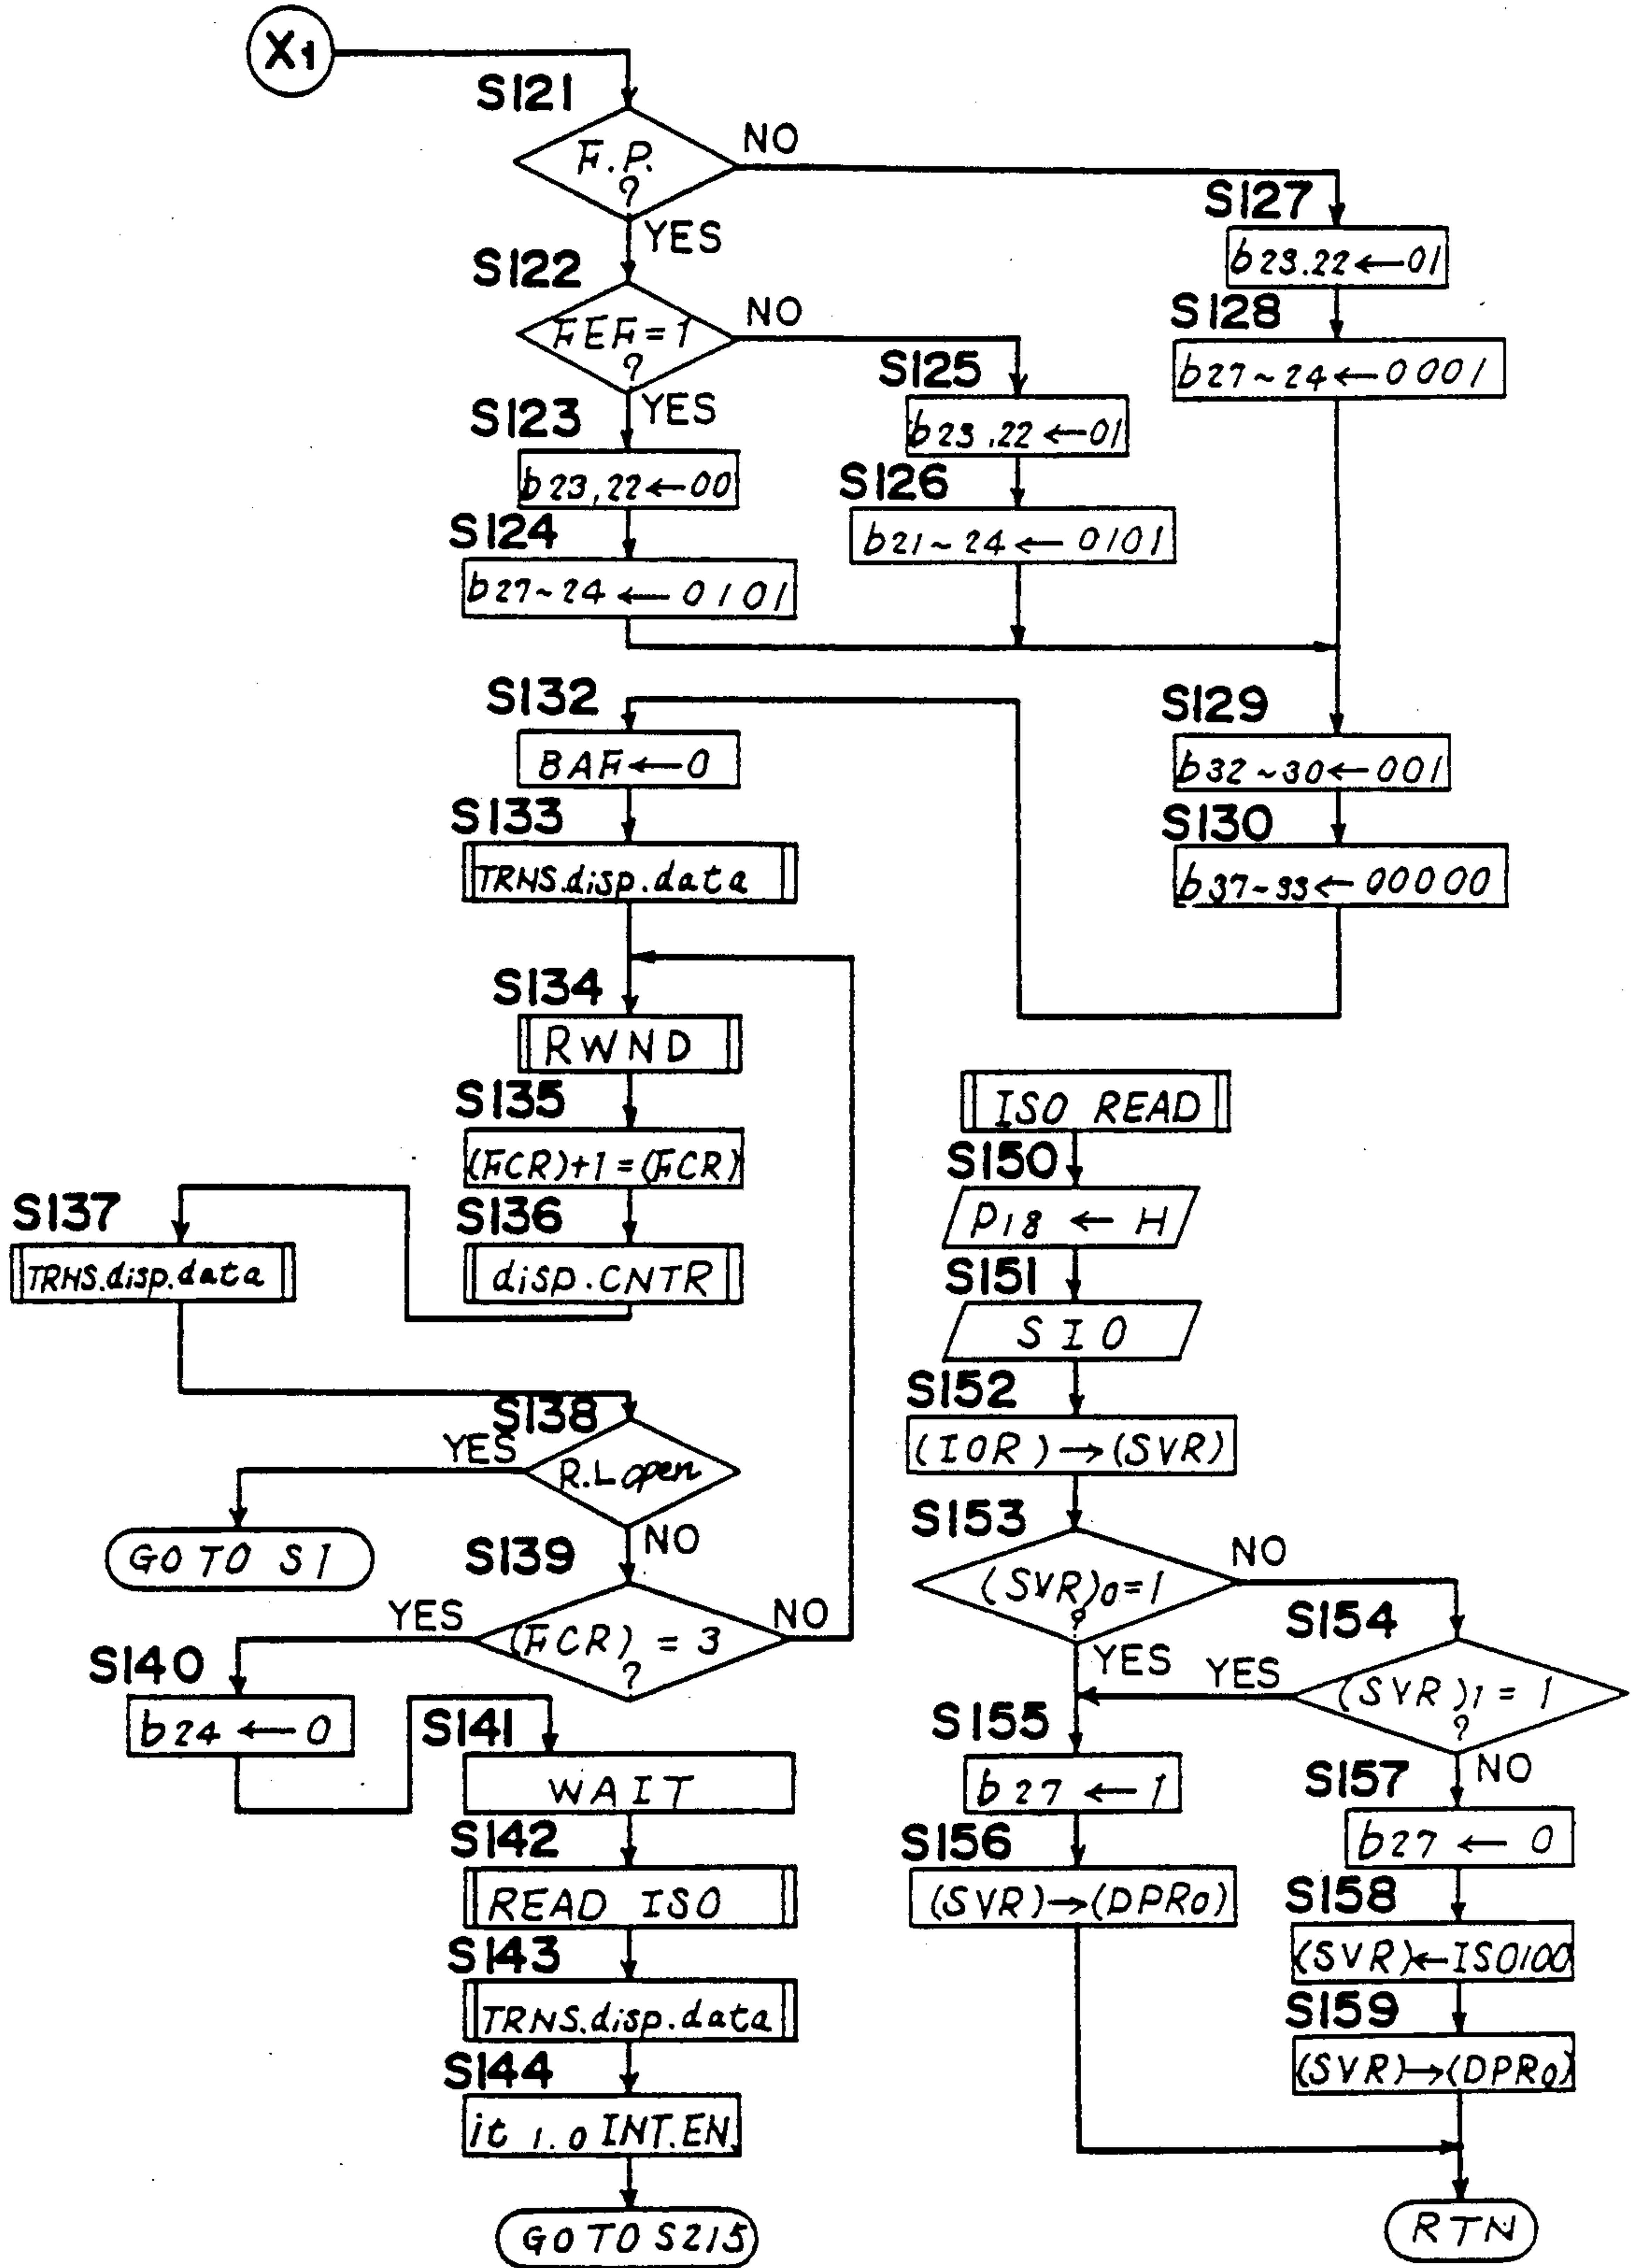 X1
S121
F.P.
?
NO
YES
S127
b23.22←01
S128
b27~24←0001
S122
FEF=1
?
NO
YES
S125
b23.22←01
S126
b21~24←0101
S123
b23,22←00
S124
b27~24←0101
S129
b32~30←001
S130
b37~33←00000
S132
BAF←0
S133
TRNS.disp.data
S134
RWND
S135
(FCR)+1=(FCR)
S136
disp.CNTR
S137
TRNS.disp.data
S138
R.L open
YES
NO
GO TO S1
S139
(FCR)=3
?
YES
NO
S140
b24←0
S141
WAIT
S142
READ ISO
S143
TRNS.disp.data
S144
it 1.0 INT.EN.
GO TO S215
ISO READ
S150
P18←H
S151
SIO
S152
(IOR)→(SVR)
S153
(SVR)0=1
?
NO
YES
S154
(SVR)1=1
?
YES
NO
S155
b27←1
S156
(SVR)→(DPR0)
S157
b27←0
S158
(SVR)←ISO100
S159
(SVR)→(DPR0)
RTN